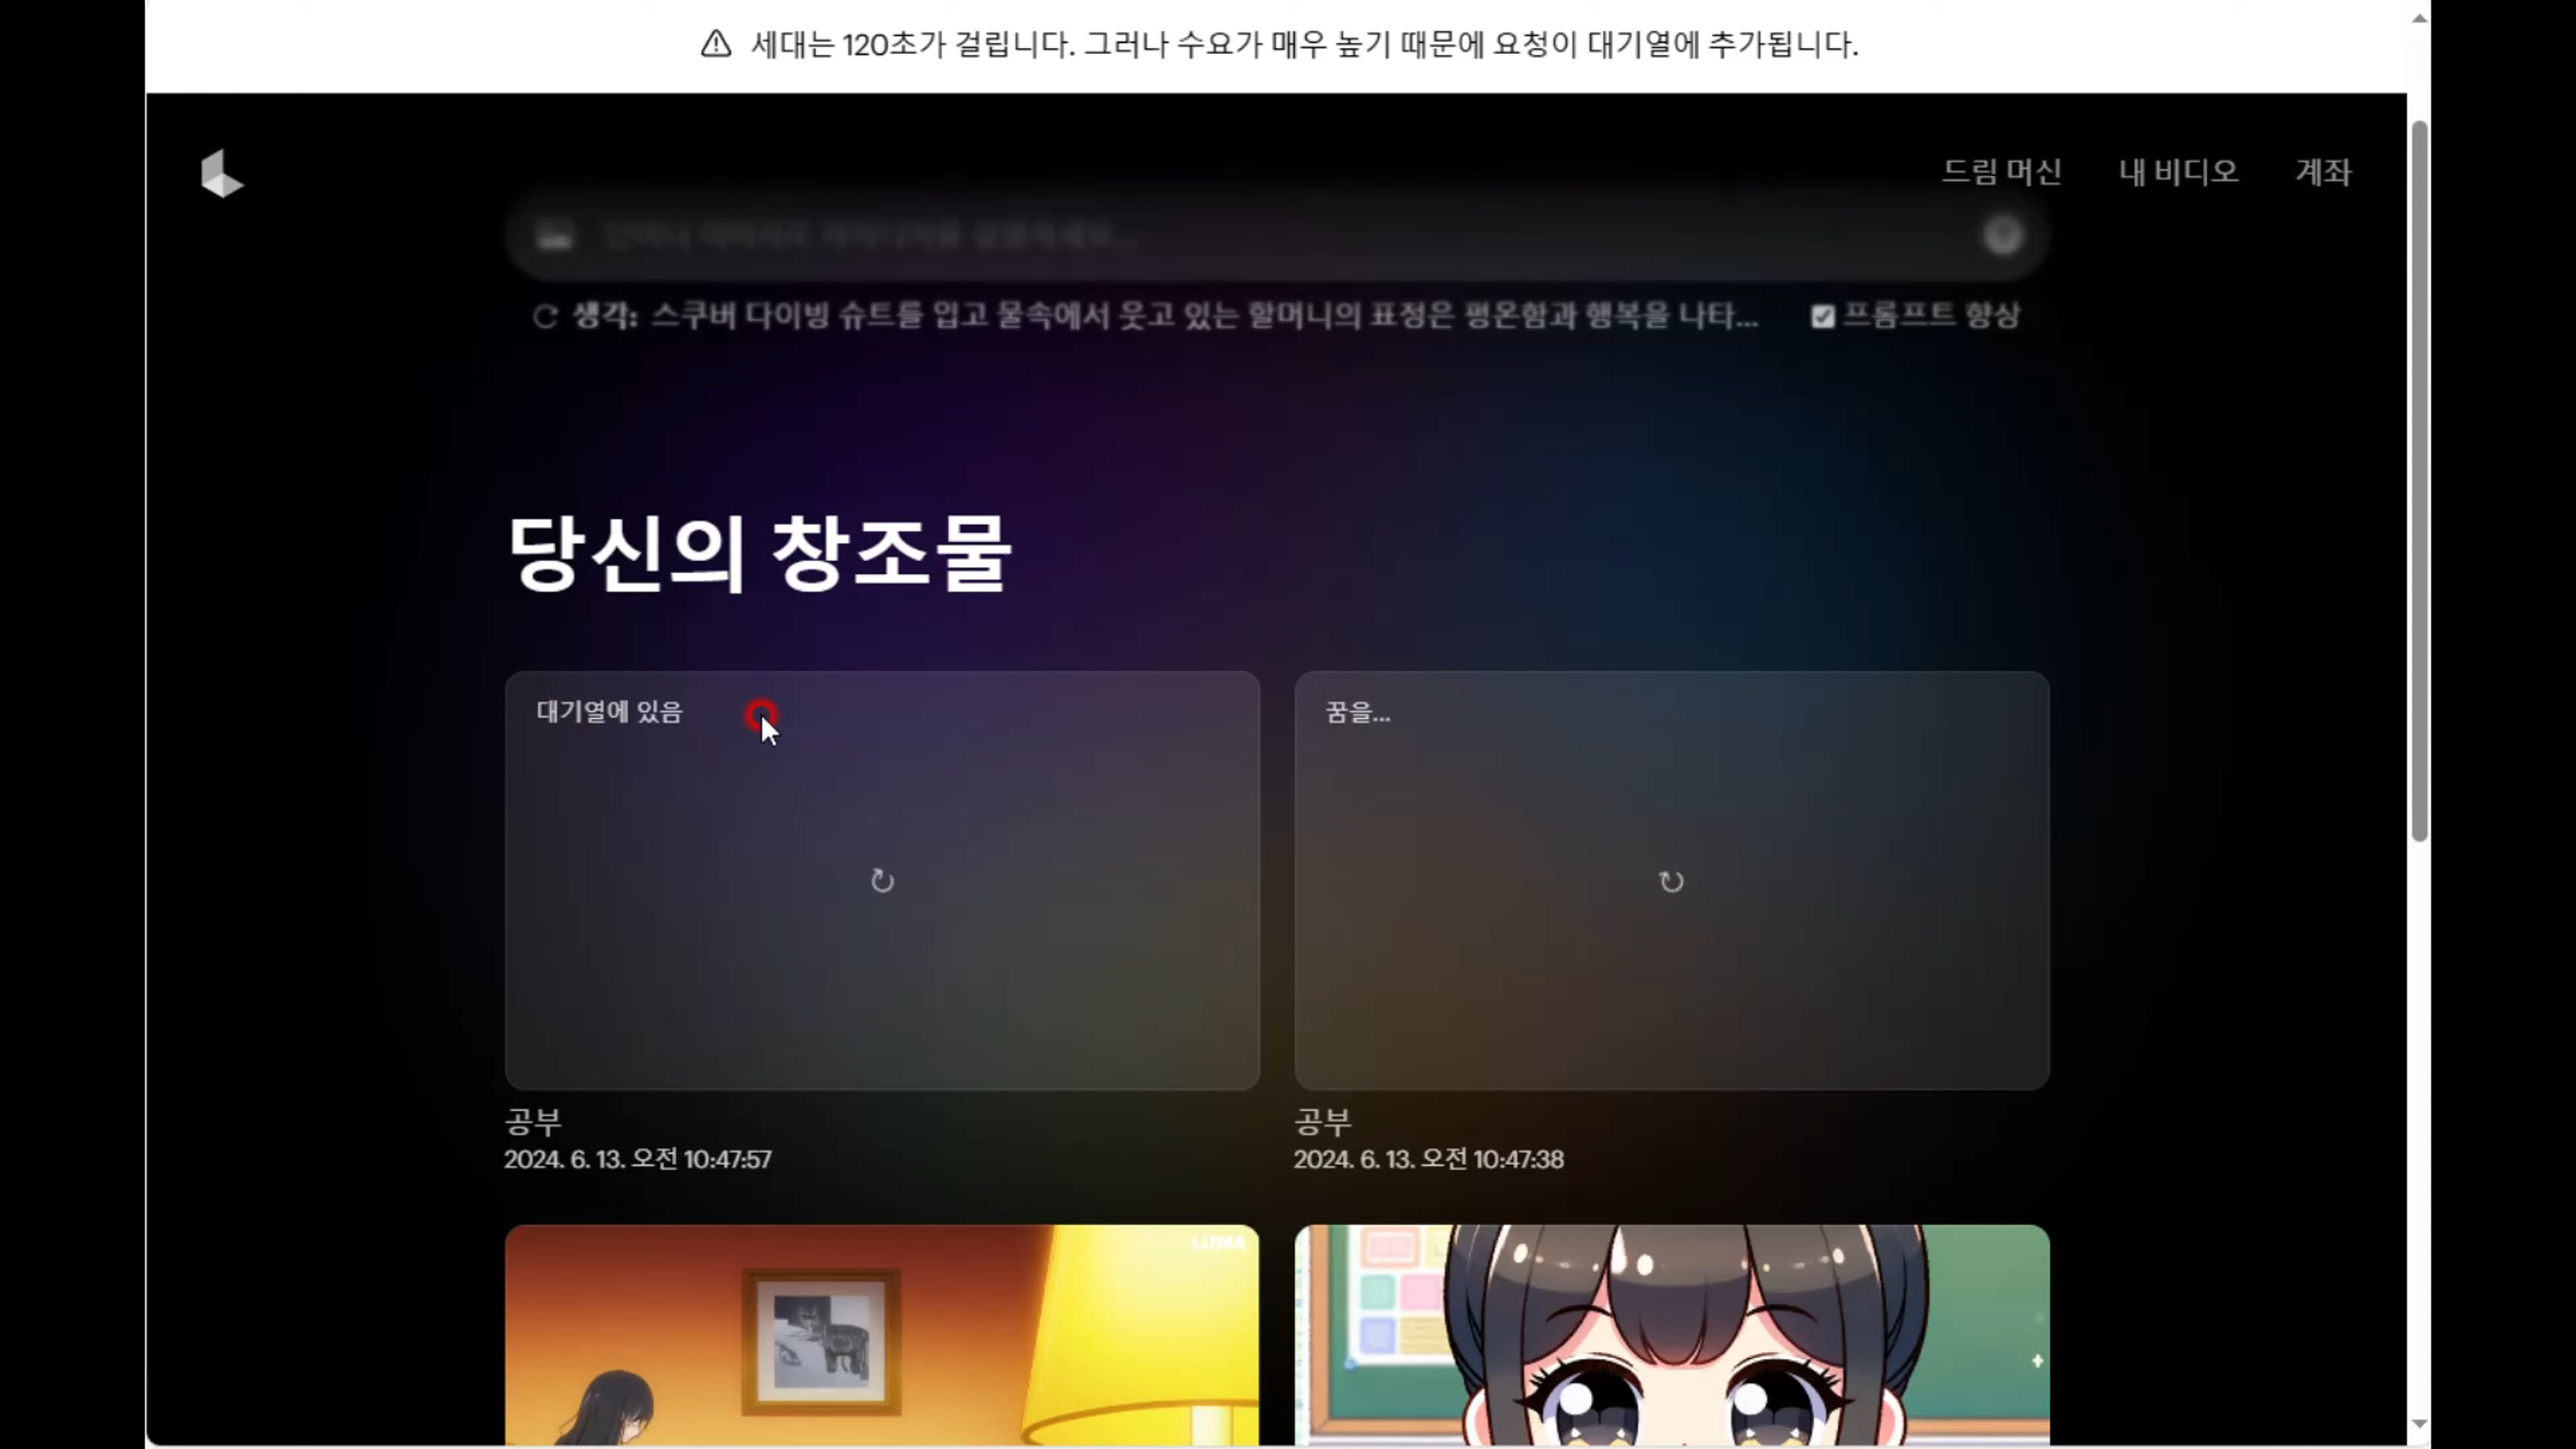 세대는 120초가 걸립니다. 그러나 수요가 매우 높기 때문에 요청이 대기열에 추가됩니다.
드림 머신 내 비디오 계좌
생각: 스쿠버 다이빙 슈트를 입고 물속에서 웃고 있는 할머니의 표정은 평온함과 행복을 나타... 프롬프트 향상
당신의 창조물
대기열에 있음 꿈을...
공부 공부
2024. 6. 13. 오전 10:47:57 2024. 6. 13. 오전 10:47:38
LUMA